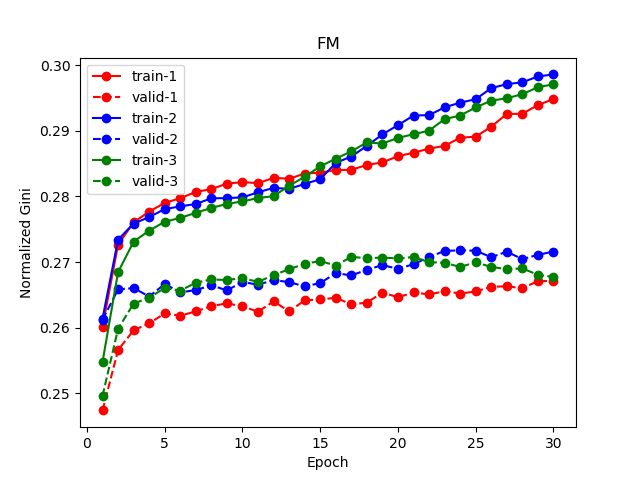 FM
0.30
0.29
0.28
0.27
0.26
0.25
Normalized Gini
train-1
valid-1
train-2
valid-2
train-3
valid-3
0 5 10 15 20 25 30
Epoch